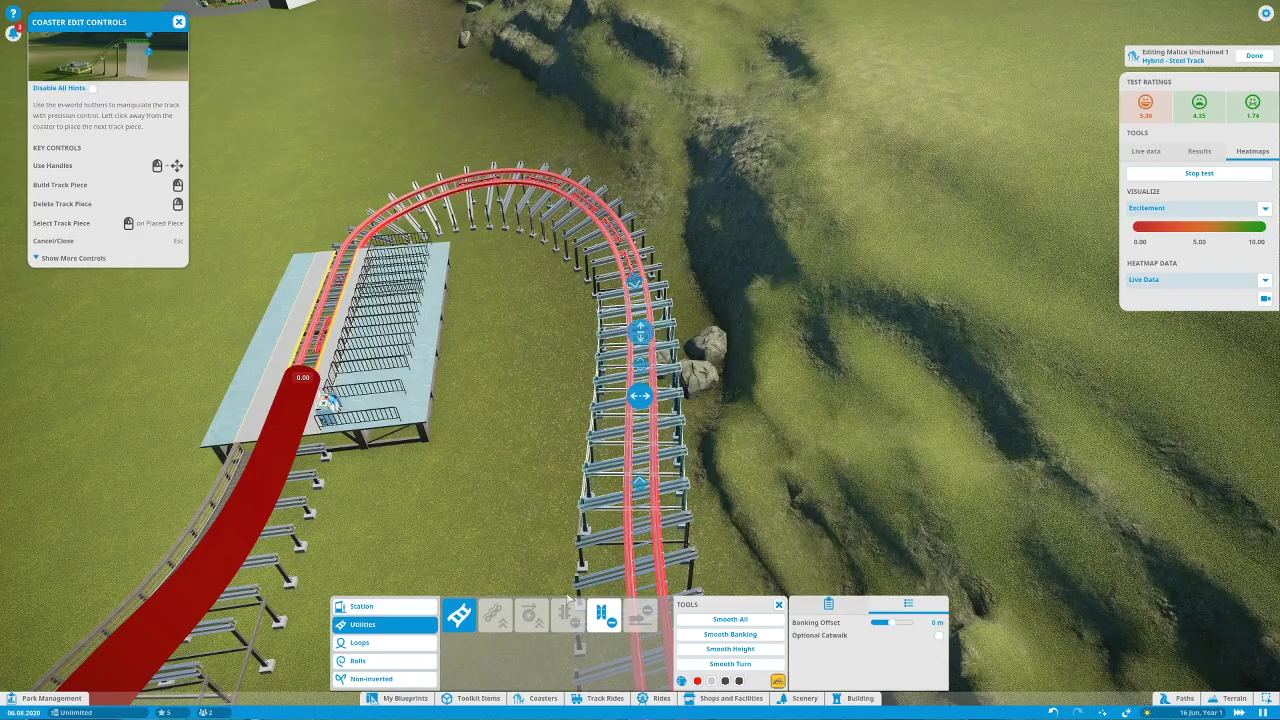 ?
COASTER EDIT CONTROLS
3
Disable All Hints
Use the in-world buttons to manipulate the track
with precision control. Left click away from the
coaster to place the next track piece.
KEY CONTROLS
Use Handles
Build Track Piece
Delete Track Piece
Select Track Piece
on Placed Piece
Cancel/Close
Esc
Show More Controls
Editing Malice Unchained 1
Hybrid - Steel Track
Done
TEST RATINGS
5.30
4.35
1.74
TOOLS
Live data
Results
Heatmaps
Stop test
VISUALIZE
Excitement
0.00
5.00
10.00
HEATMAP DATA
Live Data
0.00
Station
Utilities
Loops
Rolls
Non-inverted
TOOLS
Smooth All
Smooth Banking
Smooth Height
Smooth Turn
Banking Offset
0 m
Optional Catwalk
Park Management
My Blueprints
Toolkit Items
Coasters
Track Rides
Rides
Shops and Facilities
Scenery
Building
Paths
Terrain
06.08.2020
Unlimited
5
2
16 Jun, Year 1